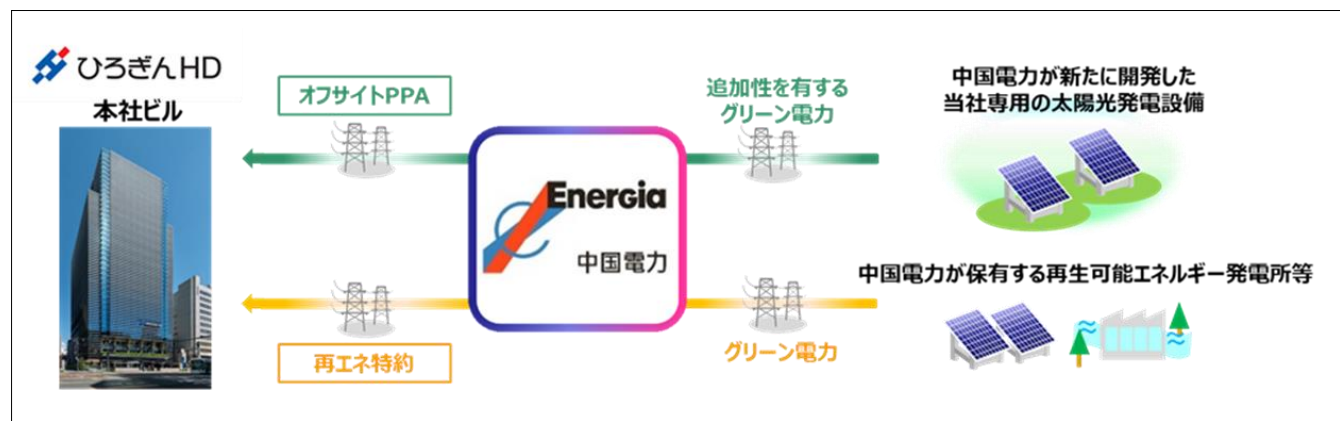 ひろぎんHD
本社ビル
オフサイトPPA
追加性を有する
グリーン電力
中国電力が新たに開発した
当社専用の太陽光発電設備
Energia
中国電力
再エネ特約
グリーン電力
中国電力が保有する再生可能エネルギー発電所等